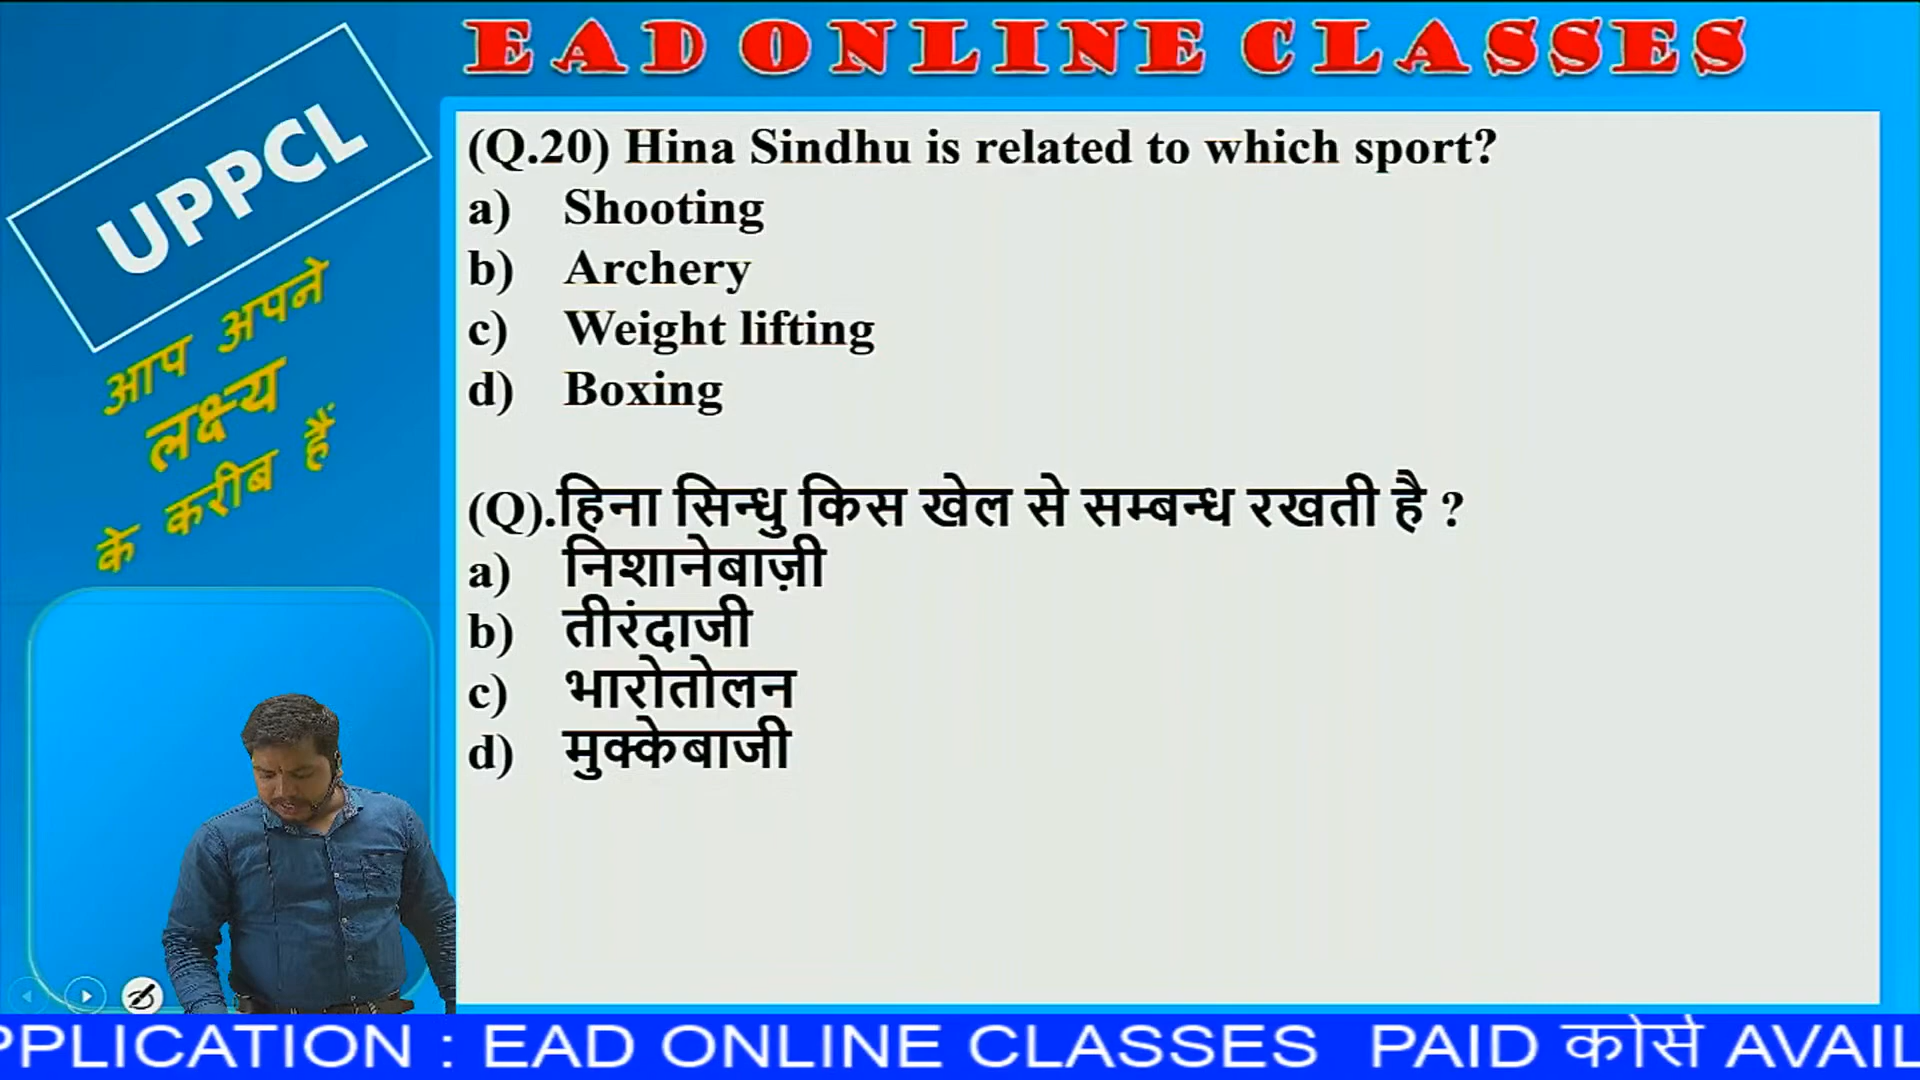 EAD ONLINE CLASSES
UPPCL
आप अपने
लक्ष्य
के करीब हैं
(Q.20) Hina Sindhu is related to which sport?
a) Shooting
b) Archery
c) Weight lifting
d) Boxing
(Q).हिना सिन्धु किस खेल से सम्बन्ध रखती है ?
a) निशानेबाज़ी
b) तीरंदाजी
c) भारोतोलन
d) मुक्केबाजी
PPLICATION : EAD ONLINE CLASSES PAID कोर्स AVAIL